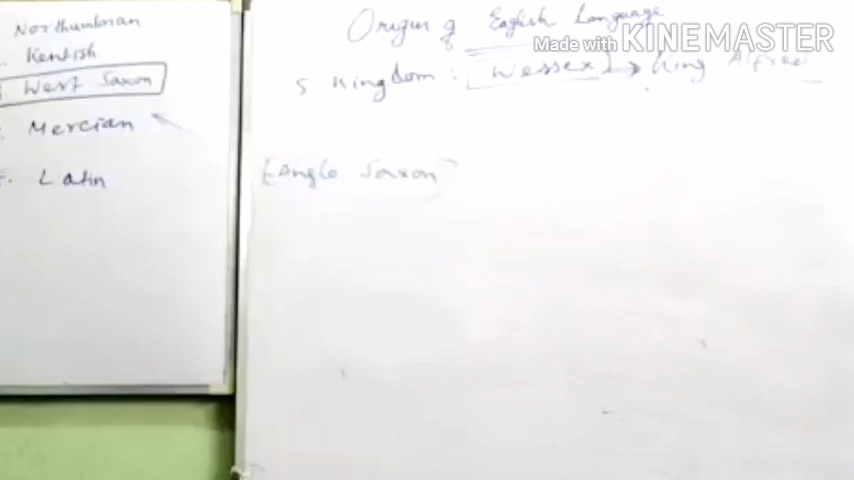 Northumbrian
. Kentish
West Saxon
. Mercian
. Latin
Origin of English Language
Made with KINEMASTER
5 Kingdom : Wessex → King Alfred
[Anglo Saxon]